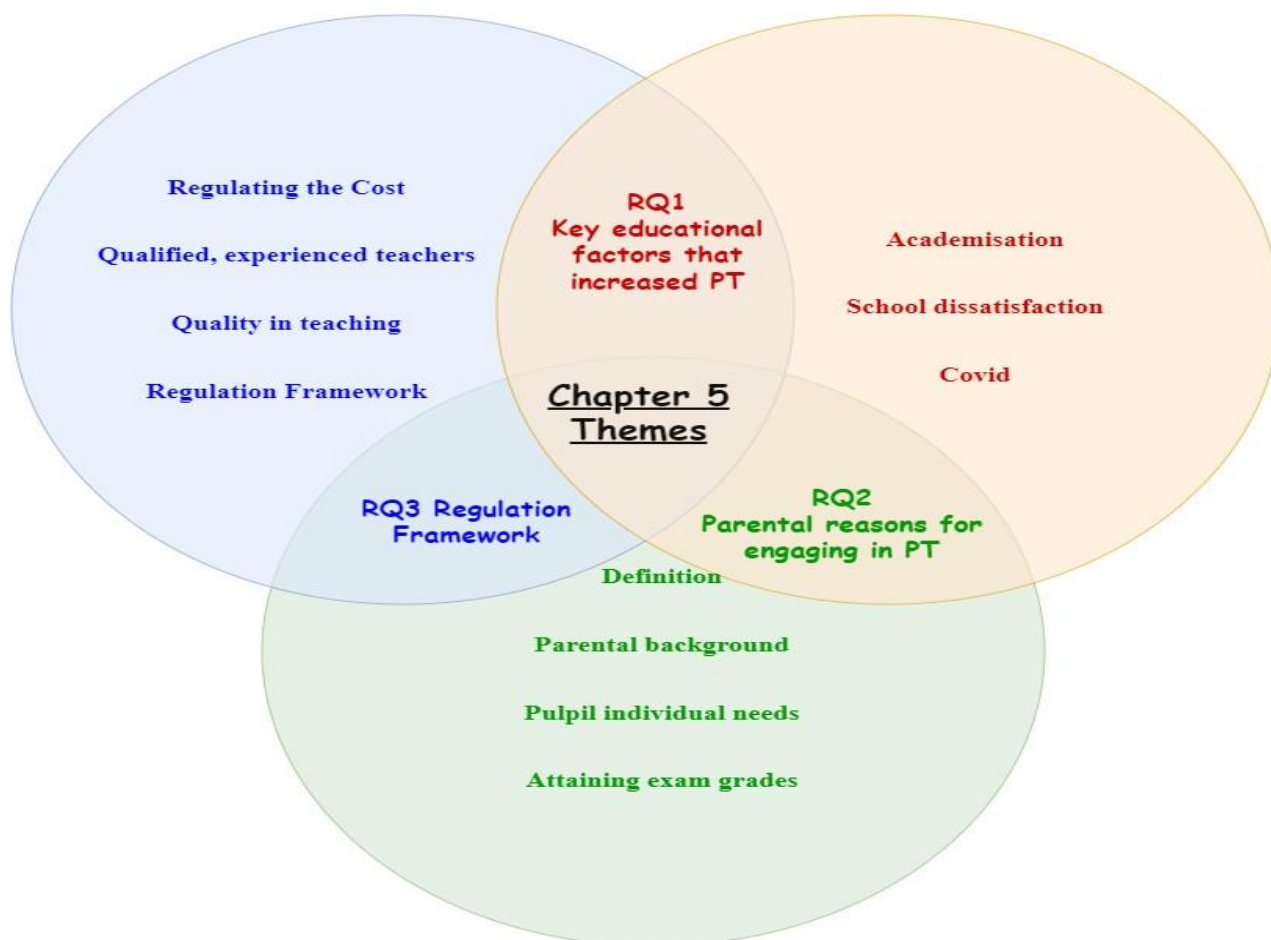 Regulating the Cost
Qualified, experienced teachers
Quality in teaching
Regulation Framework
RQ1
Key educational
factors that
increased PT
Academisation
School dissatisfaction
Covid
Chapter 5
Themes
RQ3 Regulation
Framework
RQ2
Parental reasons for
engaging in PT
Definition
Parental background
Pulpil individual needs
Attaining exam grades